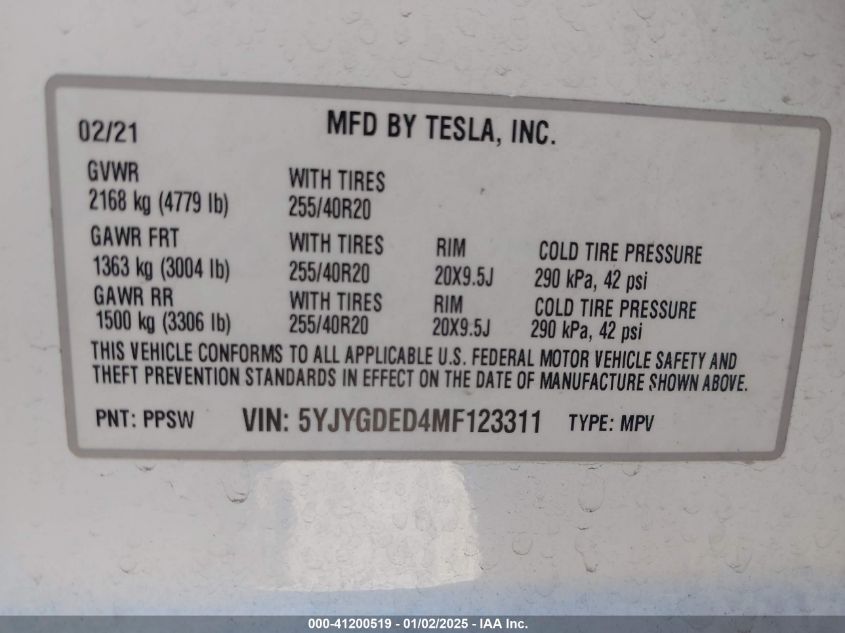 02/21 MFD BY TESLA, INC.
GVWR WITH TIRES
2168 kg (4779 lb) 255/40R20
GAWR FRT WITH TIRES RIM COLD TIRE PRESSURE
1363 kg (3004 lb) 255/40R20 20X9.5J 290 kPa, 42 psi
GAWR RR WITH TIRES RIM COLD TIRE PRESSURE
1500 kg (3306 lb) 255/40R20 20X9.5J 290 kPa, 42 psi
THIS VEHICLE CONFORMS TO ALL APPLICABLE U.S. FEDERAL MOTOR VEHICLE SAFETY AND
THEFT PREVENTION STANDARDS IN EFFECT ON THE DATE OF MANUFACTURE SHOWN ABOVE.
PNT: PPSW VIN: 5YJYGDED4MF123311 TYPE: MPV
000-41200519 - 01/02/2025 - IAA Inc.